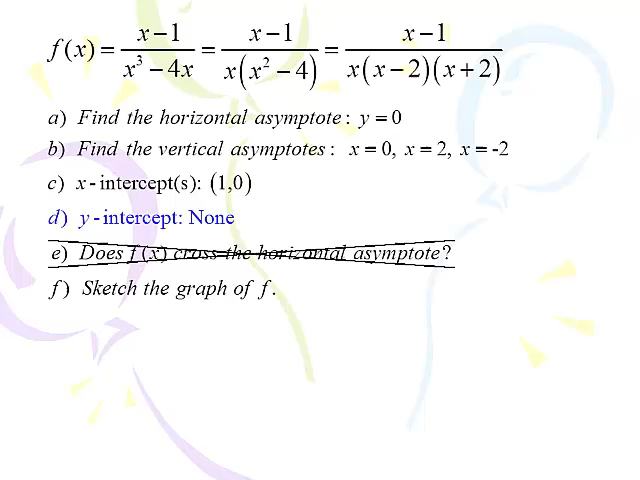 f(x) = (x−1)/(x³−4x) = (x−1)/(x(x²−4)) = (x−1)/(x(x−2)(x+2))
a) Find the horizontal asymptote: y = 0
b) Find the vertical asymptotes: x = 0, x = 2, x = -2
c) x - intercept(s): (1,0)
d) y - intercept: None
e) Does f(x) cross the horizontal asymptote?
f) Sketch the graph of f.